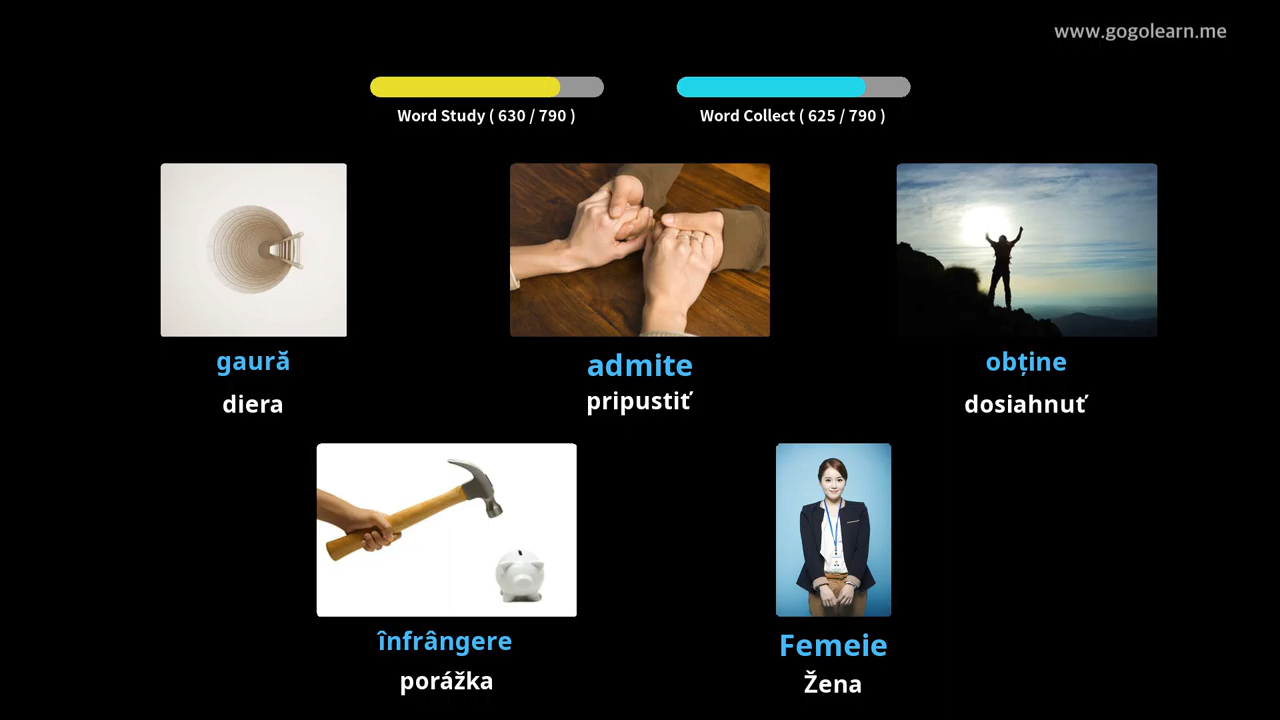 www.gogolearn.me
Word Study ( 630 / 790 )
Word Collect ( 625 / 790 )
gaură
admite
obține
diera
pripustiť
dosiahnuť
înfrângere
Femeie
porážka
Žena